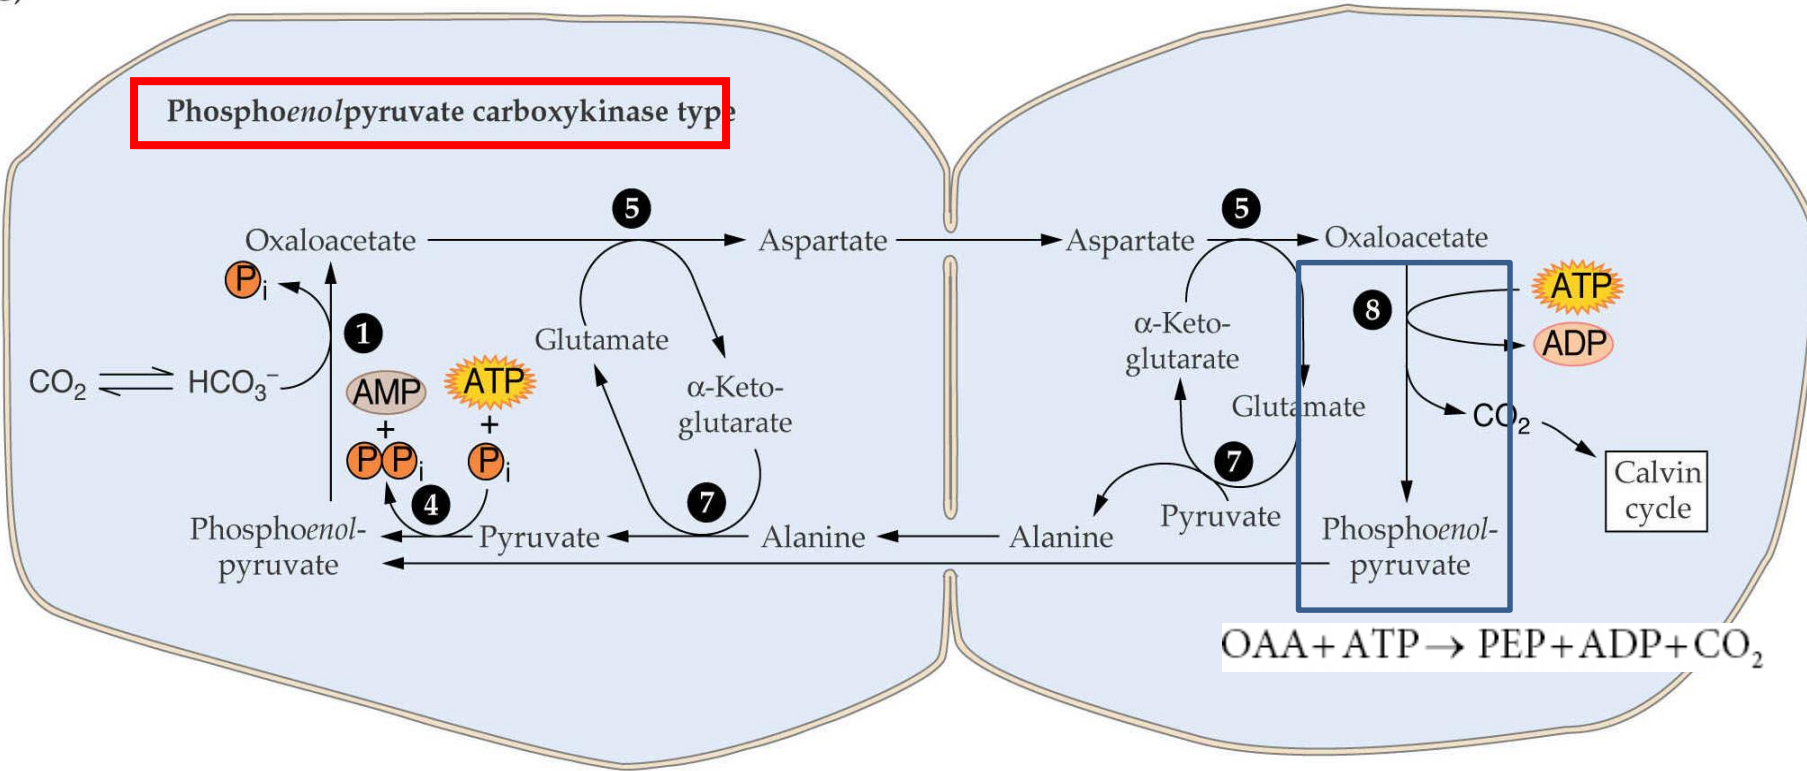 Phosphoenolpyruvate carboxykinase type
5
5
Oxaloacetate
Aspartate
Aspartate
Oxaloacetate
Pi
1
8
ATP
ADP
Glutamate
α-Keto-
glutarate
CO2
HCO3−
AMP
+
PPi
ATP
+
Pi
α-Keto-
glutarate
Glutamate
CO2
Calvin
cycle
4
7
7
Phosphoenol-
pyruvate
Pyruvate
Alanine
Alanine
Pyruvate
Phosphoenol-
pyruvate
OAA+ATP→ PEP+ADP+CO2